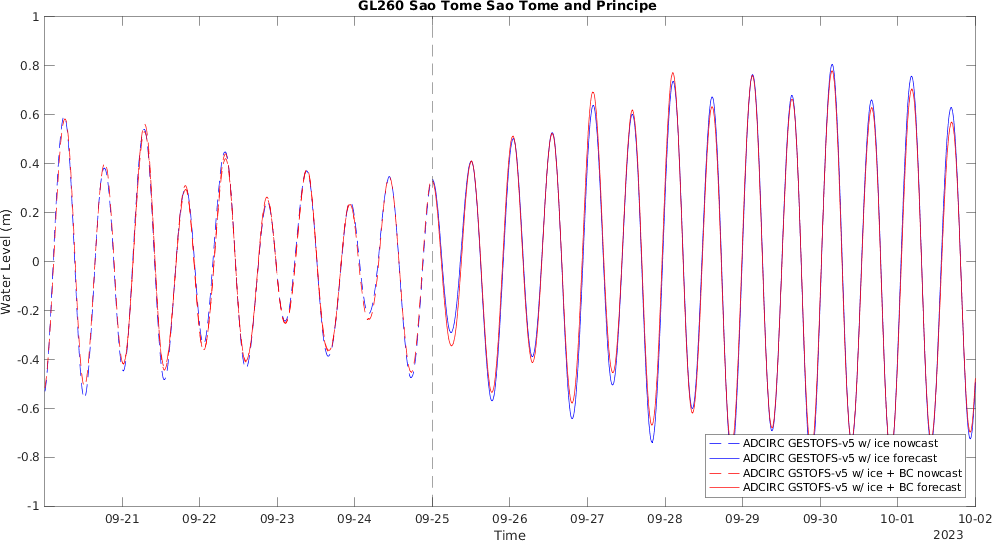 GL260 Sao Tome Sao Tome and Principe
1
0.8
0.6
0.4
0.2
0
-0.2
-0.4
-0.6
-0.8
-1
Water Level (m)
09-21 09-22 09-23 09-24 09-25 09-26 09-27 09-28 09-29 09-30 10-01 10-02
2023
Time
ADCIRC GESTOFS-v5 w/ ice nowcast
ADCIRC GESTOFS-v5 w/ ice forecast
ADCIRC GSTOFS-v5 w/ ice + BC nowcast
ADCIRC GSTOFS-v5 w/ ice + BC forecast